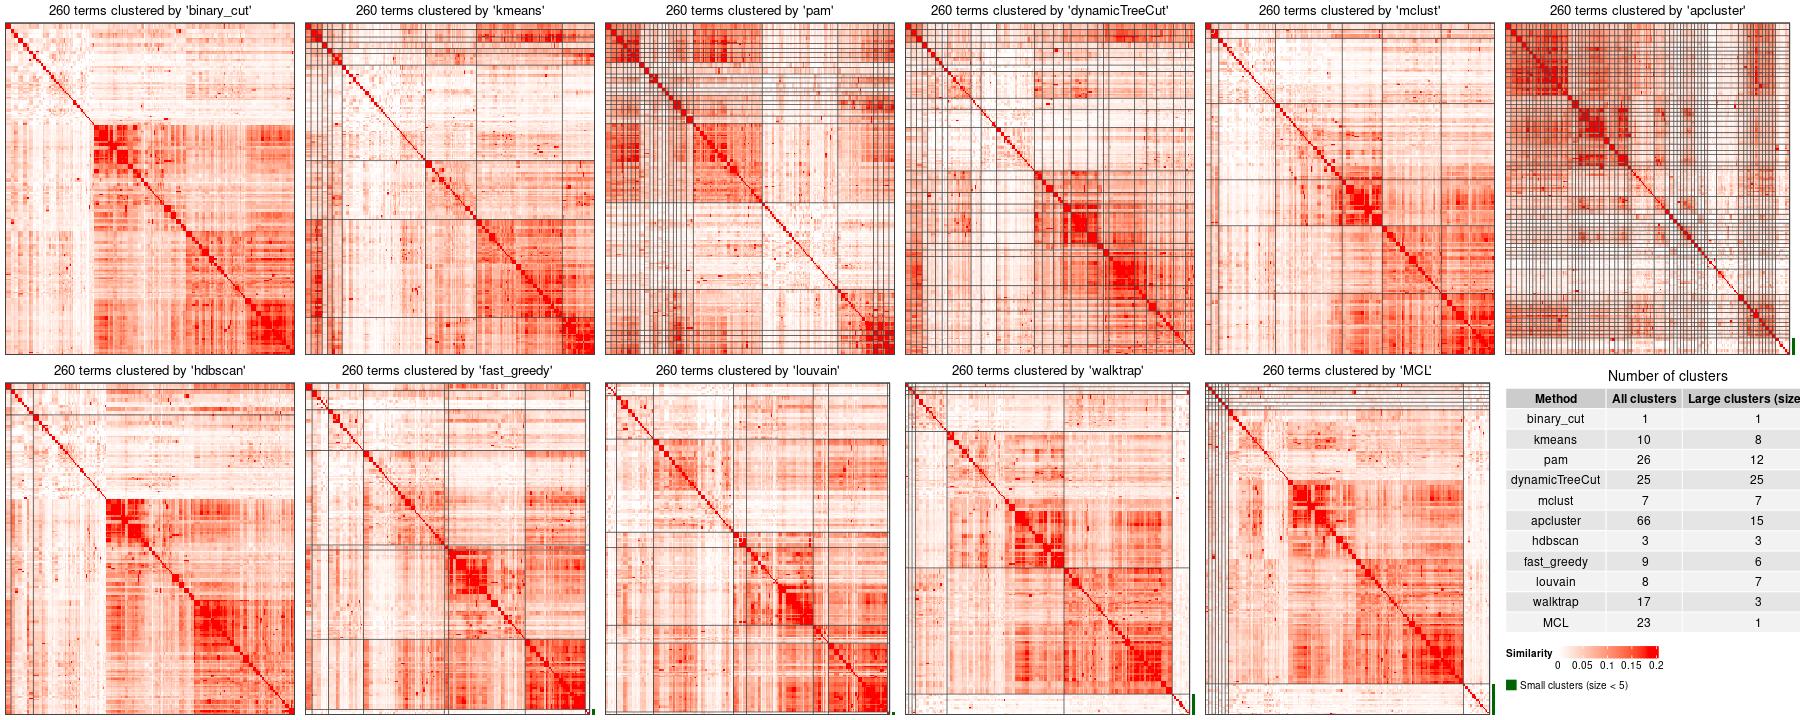 260 terms clustered by 'binary_cut'
260 terms clustered by 'kmeans'
260 terms clustered by 'pam'
260 terms clustered by 'dynamicTreeCut'
260 terms clustered by 'mclust'
260 terms clustered by 'apcluster'
260 terms clustered by 'hdbscan'
260 terms clustered by 'fast_greedy'
260 terms clustered by 'louvain'
260 terms clustered by 'walktrap'
260 terms clustered by 'MCL'
Number of clusters
Method All clusters Large clusters (size
binary_cut 1 1
kmeans 10 8
pam 26 12
dynamicTreeCut 25 25
mclust 7 7
apcluster 66 15
hdbscan 3 3
fast_greedy 9 6
louvain 8 7
walktrap 17 3
MCL 23 1
Similarity
0 0.05 0.1 0.15 0.2
Small clusters (size < 5)